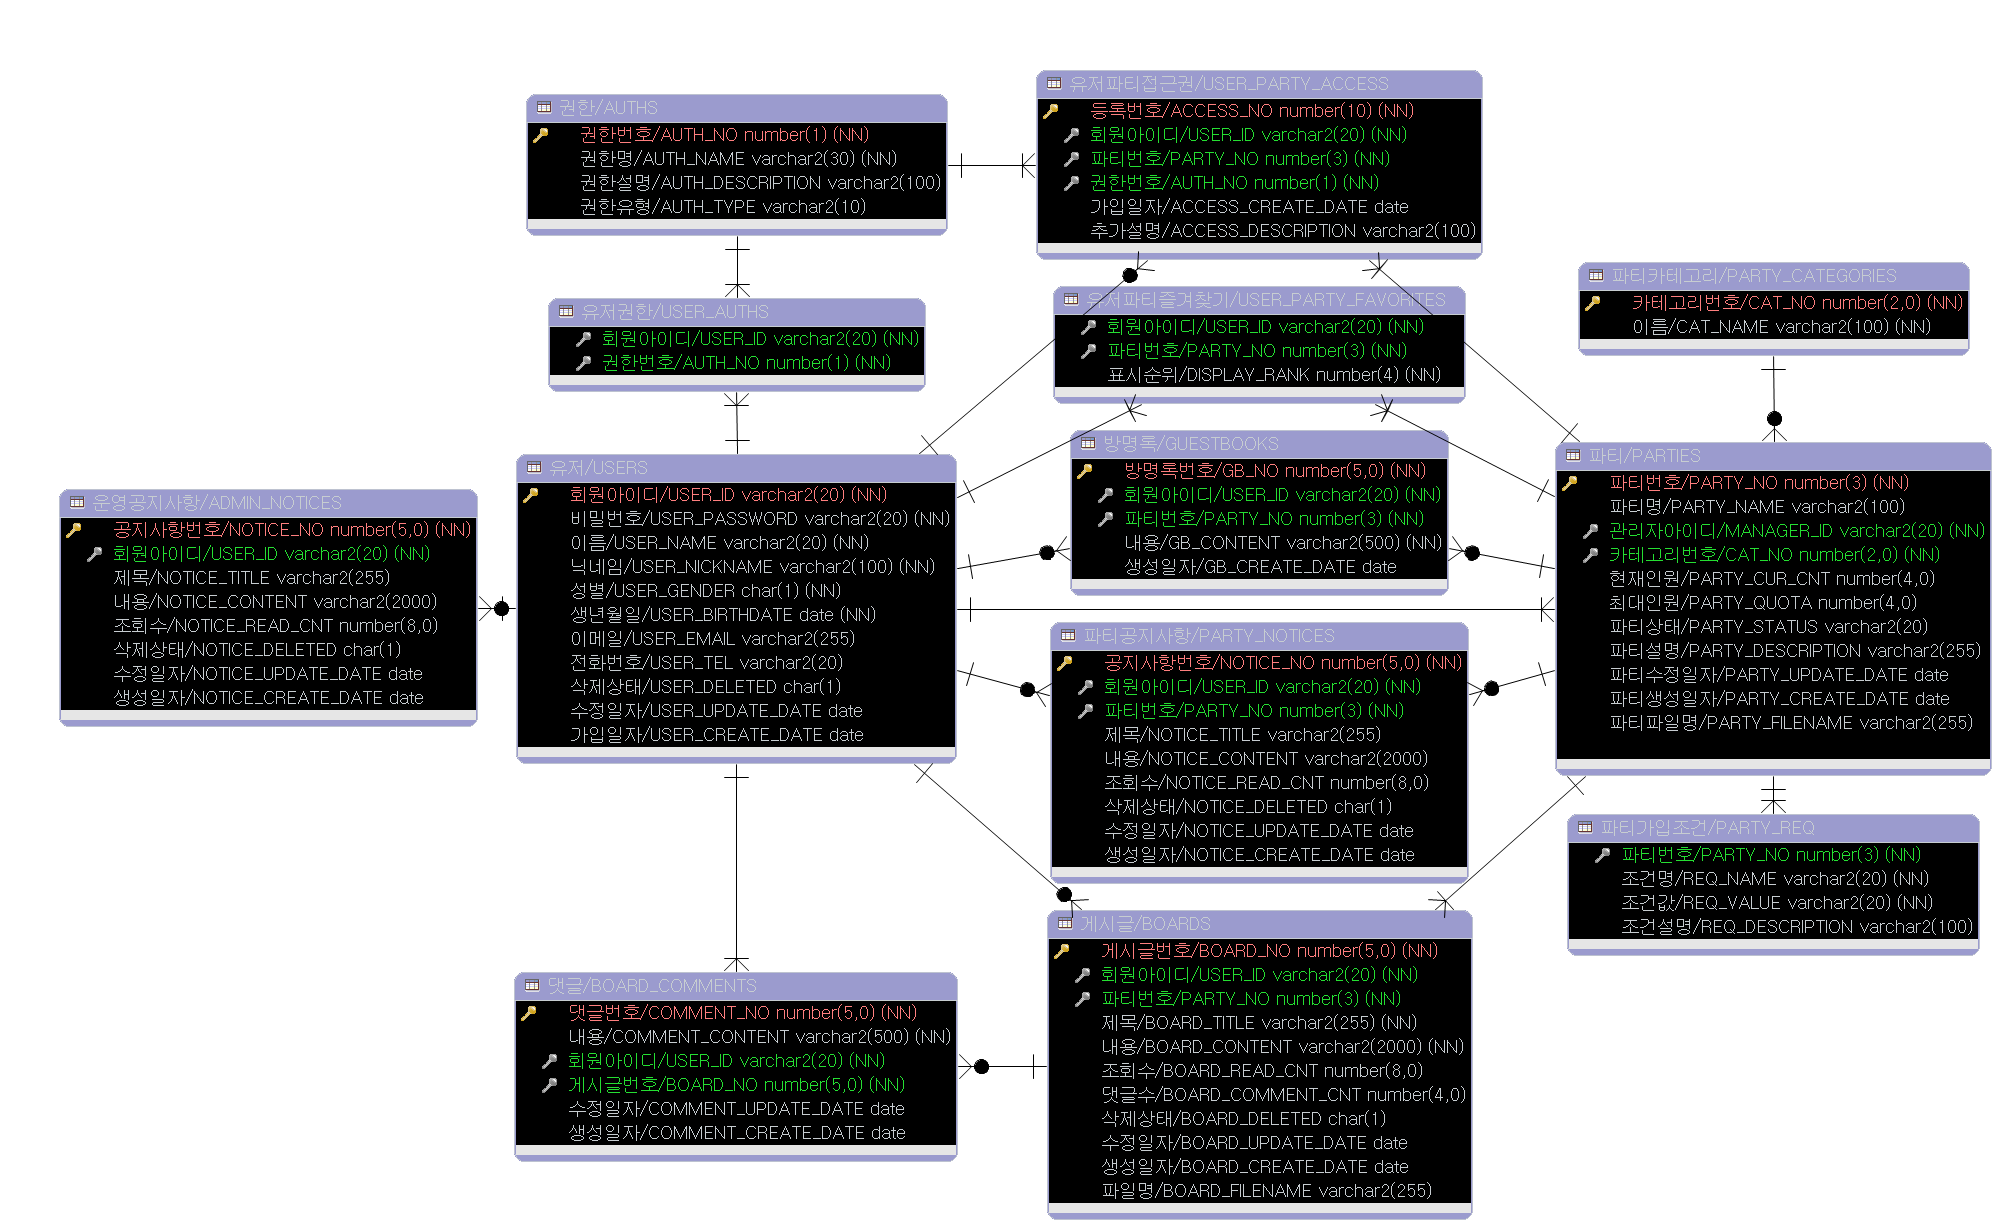 권한/AUTHS
권한번호/AUTH_NO number(1) (NN)
권한명/AUTH_NAME varchar2(30) (NN)
권한설명/AUTH_DESCRIPTION varchar2(100)
권한유형/AUTH_TYPE varchar2(10)
유저파티접근권/USER_PARTY_ACCESS
등록번호/ACCESS_NO number(10) (NN)
회원아이디/USER_ID varchar2(20) (NN)
파티번호/PARTY_NO number(3) (NN)
권한번호/AUTH_NO number(1) (NN)
가입일자/ACCESS_CREATE_DATE date
추가설명/ACCESS_DESCRIPTION varchar2(100)
유저권한/USER_AUTHS
회원아이디/USER_ID varchar2(20) (NN)
권한번호/AUTH_NO number(1) (NN)
유저파티즐겨찾기/USER_PARTY_FAVORITES
회원아이디/USER_ID varchar2(20) (NN)
파티번호/PARTY_NO number(3) (NN)
표시순위/DISPLAY_RANK number(4) (NN)
파티카테고리/PARTY_CATEGORIES
카테고리번호/CAT_NO number(2,0) (NN)
이름/CAT_NAME varchar2(100) (NN)
운영공지사항/ADMIN_NOTICES
공지사항번호/NOTICE_NO number(5,0) (NN)
회원아이디/USER_ID varchar2(20) (NN)
제목/NOTICE_TITLE varchar2(255)
내용/NOTICE_CONTENT varchar2(2000)
조회수/NOTICE_READ_CNT number(8,0)
삭제상태/NOTICE_DELETED char(1)
수정일자/NOTICE_UPDATE_DATE date
생성일자/NOTICE_CREATE_DATE date
유저/USERS
회원아이디/USER_ID varchar2(20) (NN)
비밀번호/USER_PASSWORD varchar2(20) (NN)
이름/USER_NAME varchar2(20) (NN)
닉네임/USER_NICKNAME varchar2(100) (NN)
성별/USER_GENDER char(1) (NN)
생년월일/USER_BIRTHDATE date (NN)
이메일/USER_EMAIL varchar2(255)
전화번호/USER_TEL varchar2(20)
삭제상태/USER_DELETED char(1)
수정일자/USER_UPDATE_DATE date
가입일자/USER_CREATE_DATE date
방명록/GUESTBOOKS
방명록번호/GB_NO number(5,0) (NN)
회원아이디/USER_ID varchar2(20) (NN)
파티번호/PARTY_NO number(3) (NN)
내용/GB_CONTENT varchar2(500) (NN)
생성일자/GB_CREATE_DATE date
파티/PARTIES
파티번호/PARTY_NO number(3) (NN)
파티명/PARTY_NAME varchar2(100)
관리자아이디/MANAGER_ID varchar2(20) (NN)
카테고리번호/CAT_NO number(2,0) (NN)
현재인원/PARTY_CUR_CNT number(4,0)
최대인원/PARTY_QUOTA number(4,0)
파티상태/PARTY_STATUS varchar2(20)
파티설명/PARTY_DESCRIPTION varchar2(255)
파티수정일자/PARTY_UPDATE_DATE date
파티생성일자/PARTY_CREATE_DATE date
파티파일명/PARTY_FILENAME varchar2(255)
파티공지사항/PARTY_NOTICES
공지사항번호/NOTICE_NO number(5,0) (NN)
회원아이디/USER_ID varchar2(20) (NN)
파티번호/PARTY_NO number(3) (NN)
제목/NOTICE_TITLE varchar2(255)
내용/NOTICE_CONTENT varchar2(2000)
조회수/NOTICE_READ_CNT number(8,0)
삭제상태/NOTICE_DELETED char(1)
수정일자/NOTICE_UPDATE_DATE date
생성일자/NOTICE_CREATE_DATE date
파티가입조건/PARTY_REQ
파티번호/PARTY_NO number(3) (NN)
조건명/REQ_NAME varchar2(20) (NN)
조건값/REQ_VALUE varchar2(20) (NN)
조건설명/REQ_DESCRIPTION varchar2(100)
댓글/BOARD_COMMENTS
댓글번호/COMMENT_NO number(5,0) (NN)
내용/COMMENT_CONTENT varchar2(500) (NN)
회원아이디/USER_ID varchar2(20) (NN)
게시글번호/BOARD_NO number(5,0) (NN)
수정일자/COMMENT_UPDATE_DATE date
생성일자/COMMENT_CREATE_DATE date
게시글/BOARDS
게시글번호/BOARD_NO number(5,0) (NN)
회원아이디/USER_ID varchar2(20) (NN)
파티번호/PARTY_NO number(3) (NN)
제목/BOARD_TITLE varchar2(255) (NN)
내용/BOARD_CONTENT varchar2(2000) (NN)
조회수/BOARD_READ_CNT number(8,0)
댓글수/BOARD_COMMENT_CNT number(4,0)
삭제상태/BOARD_DELETED char(1)
수정일자/BOARD_UPDATE_DATE date
생성일자/BOARD_CREATE_DATE date
파일명/BOARD_FILENAME varchar2(255)